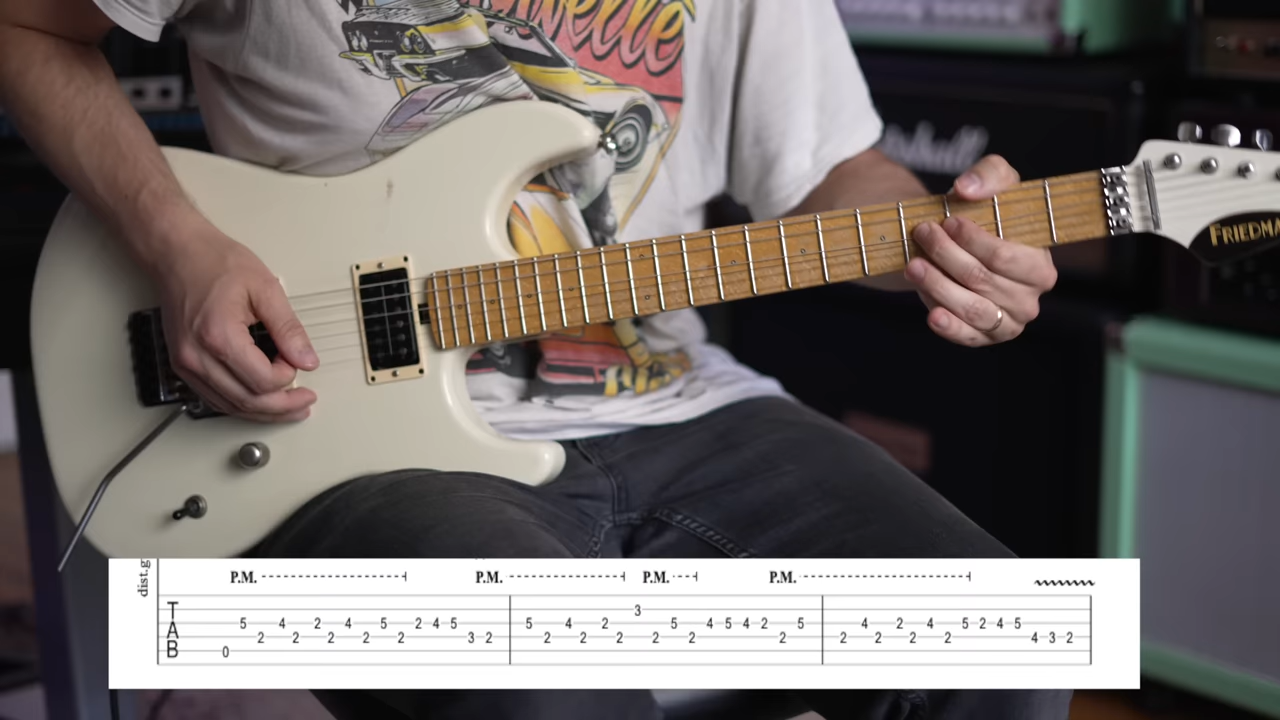 velle
Marshall
FRIEDMA
P.M. P.M. P.M. P.M.
dist.g
T 3
5 4 2 4 5 2 4 5 5 4 2 5 4 5 4 2 5 4 2 4 5 2 4 5
A 2 2 2 2 2 3 2 2 2 2 2 2 2 2 2 2 2 4 3 2
B 0